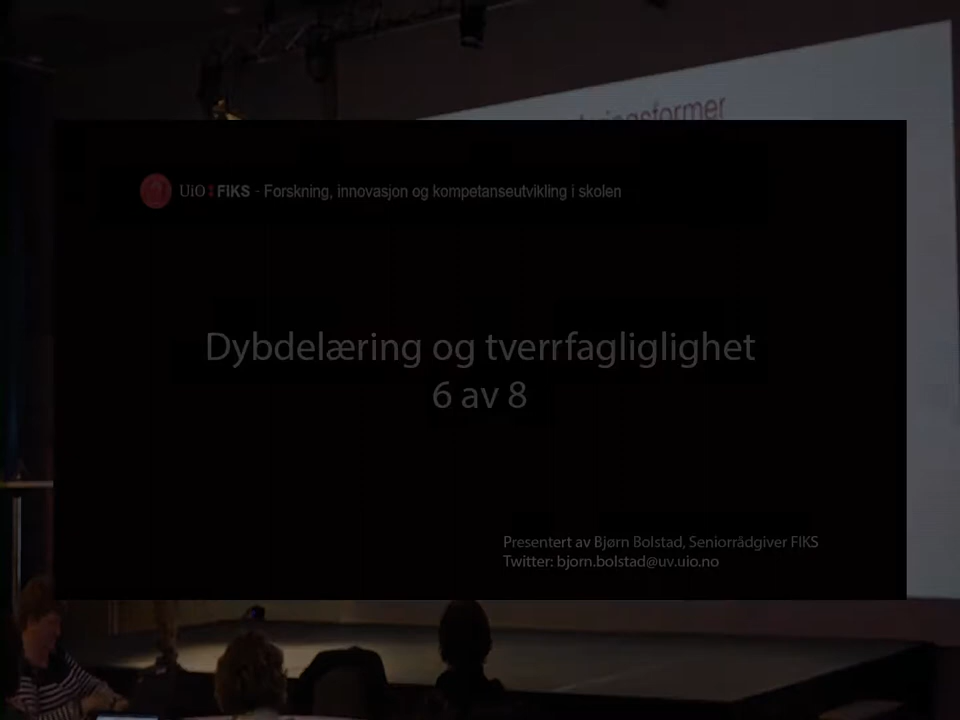 UiO: FIKS - Forskning, innovasjon og kompetanseutvikling i skolen
Dybdelæring og tverrfagliglighet
6 av 8
Presentert av Bjørn Bolstad, Seniorrådgiver FIKS
Twitter: bjorn.bolstad@uv.uio.no